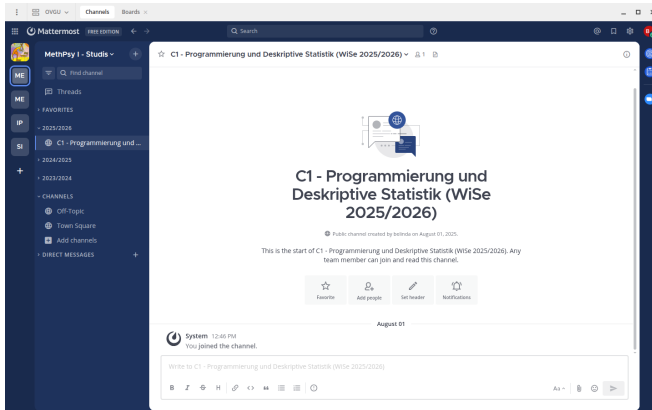 OVGU
Channels
Boards
Mattermost
FREE EDITION
Search
MethPsy I - Studis
C1 - Programmierung und Deskriptive Statistik (WiSe 2025/2026)
1
Find channel
ME
Threads
ME
FAVORITES
IP
2025/2026
C1 - Programmierung und ...
SI
2024/2025
2023/2024
CHANNELS
Off-Topic
Town Square
Add channels
DIRECT MESSAGES
C1 - Programmierung und
Deskriptive Statistik (WiSe
2025/2026)
Public channel created by belinda on August 01, 2025.
This is the start of C1 - Programmierung und Deskriptive Statistik (WiSe 2025/2026). Any
team member can join and read this channel.
Favorite
Add people
Set header
Notifications
August 01
System 12:46 PM
You joined the channel.
Write to C1 - Programmierung und Deskriptive Statistik (WiSe 2025/2026)
B I S H
Aa